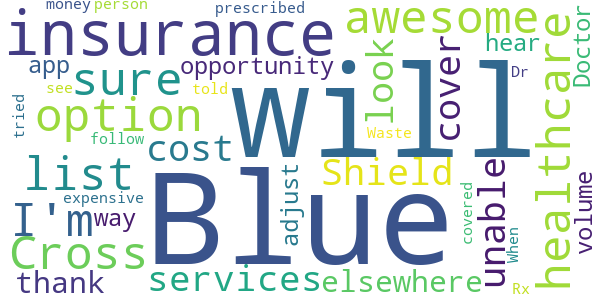 money person prescribed
insurance awesome
app opportunity hear Doctor
sure look cover
see told Dr
option will healthcare
tried follow Waste
cost
list Blue Shield unable
expensive adjust covered
I'm way When volume
Cross
thank services elsewhere Rx